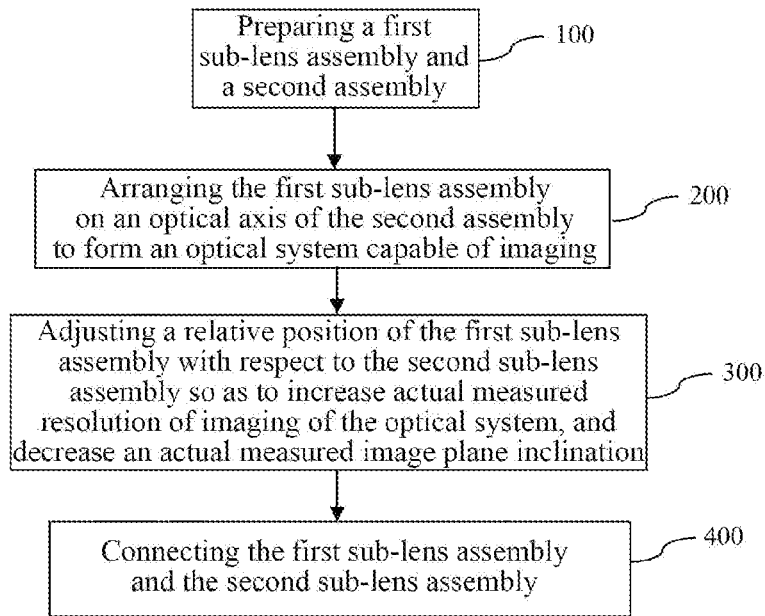 Preparing a first
sub-lens assembly and
a second assembly
100
Arranging the first sub-lens assembly
on an optical axis of the second assembly
to form an optical system capable of imaging
200
Adjusting a relative position of the first sub-lens
assembly with respect to the second sub-lens
assembly so as to increase actual measured
resolution of imaging of the optical system, and
decrease an actual measured image plane inclination
300
Connecting the first sub-lens assembly
and the second sub-lens assembly
400